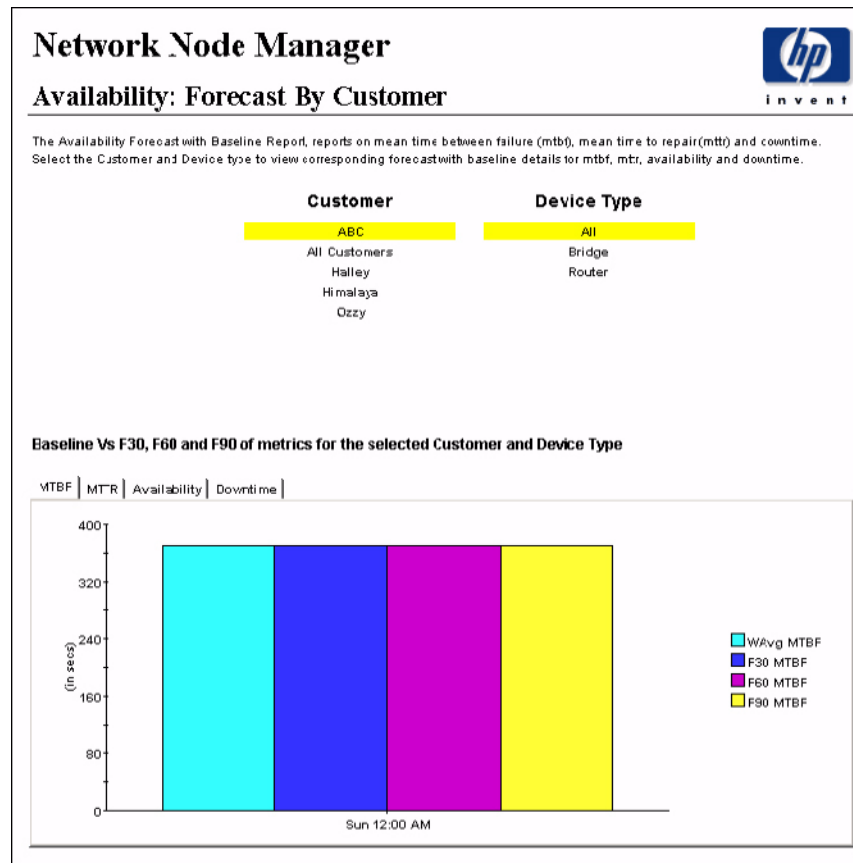 Network Node Manager
hp
invent
Availability: Forecast By Customer
The Availability Forecast with Baseline Report, reports on mean time between failure (mtbf), mean time to repair(mttr) and downtime.
Select the Customer and Device type to view corresponding forecast with baseline details for mtbf, mttr, availability and downtime.
Customer Device Type
ABC All
All Customers Bridge
Halley Router
Himalaya
Ozzy
Baseline Vs F30, F60 and F90 of metrics for the selected Customer and Device Type
MTBF MTTR Availability Downtime
400
320
240
160
80
0
(in secs)
Sun 12:00 AM
WAvg MTBF
F30 MTBF
F60 MTBF
F90 MTBF